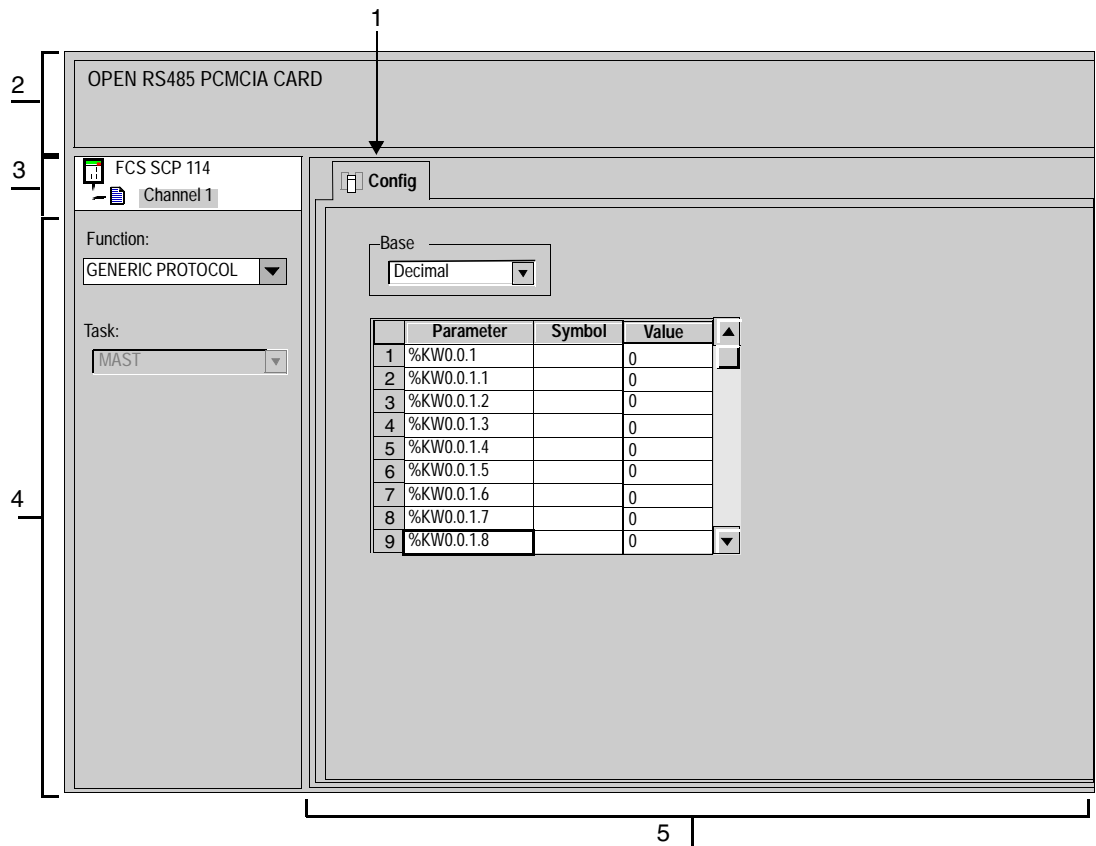 1
2
OPEN RS485 PCMCIA CARD
3
FCS SCP 114
Channel 1
Config
4
Function:
GENERIC PROTOCOL
Task:
MAST
Base
Decimal
Parameter Symbol Value
1 %KW0.0.1 0
2 %KW0.0.1.1 0
3 %KW0.0.1.2 0
4 %KW0.0.1.3 0
5 %KW0.0.1.4 0
6 %KW0.0.1.5 0
7 %KW0.0.1.6 0
8 %KW0.0.1.7 0
9 %KW0.0.1.8 0
5